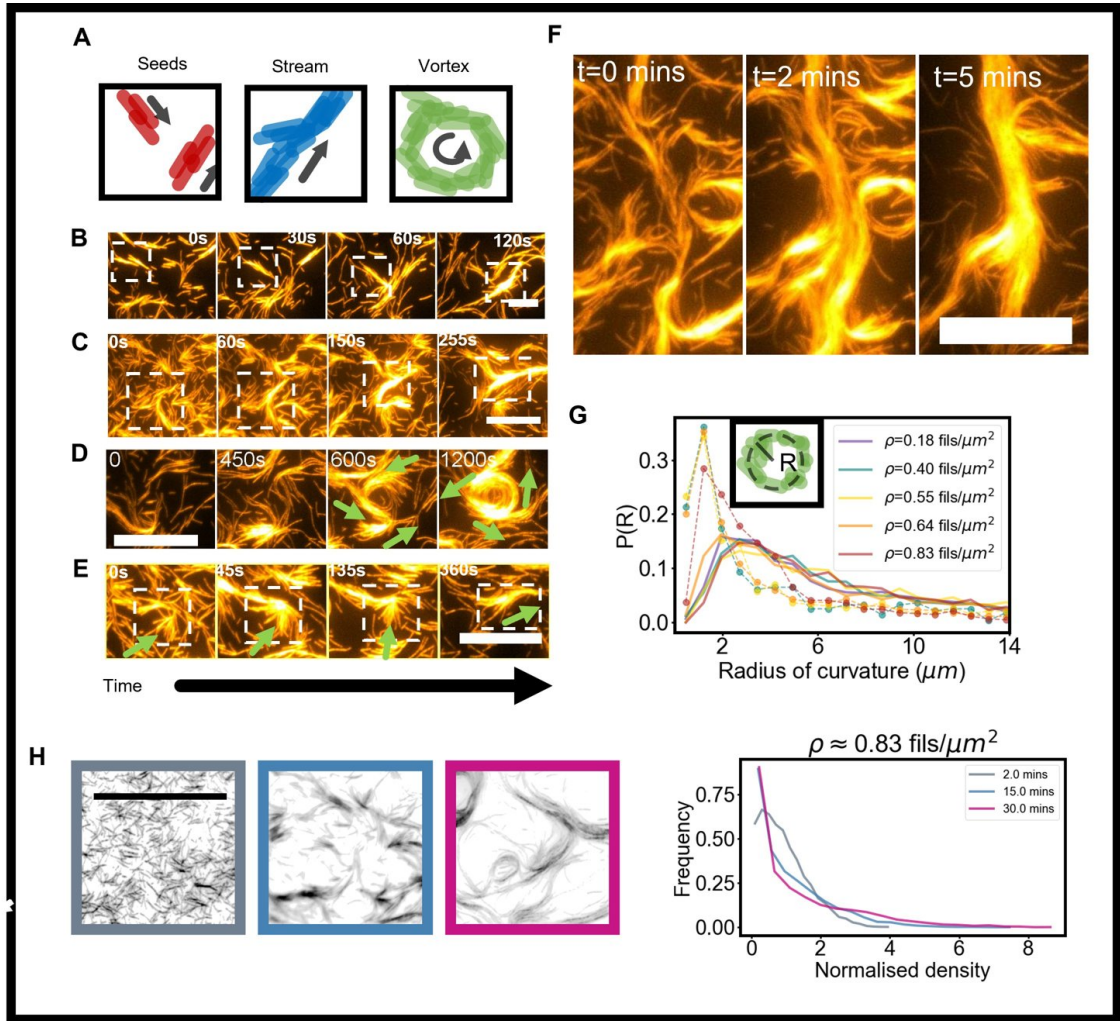 A
Seeds
Stream
Vortex
B
0s
30s
60s
120s
C
0s
60s
150s
255s
D
0
450s
600s
1200s
E
0s
45s
135s
360s
Time
F
t=0 mins
t=2 mins
t=5 mins
G
P(R)
0.3
0.2
0.1
0.0
R
ρ=0.18 fils/μm²
ρ=0.40 fils/μm²
ρ=0.55 fils/μm²
ρ=0.64 fils/μm²
ρ=0.83 fils/μm²
2 6 10 14
Radius of curvature (μm)
H
ρ ≈ 0.83 fils/μm²
Frequency
0.75
0.50
0.25
0.00
2.0 mins
15.0 mins
30.0 mins
0 2 4 6 8
Normalised density